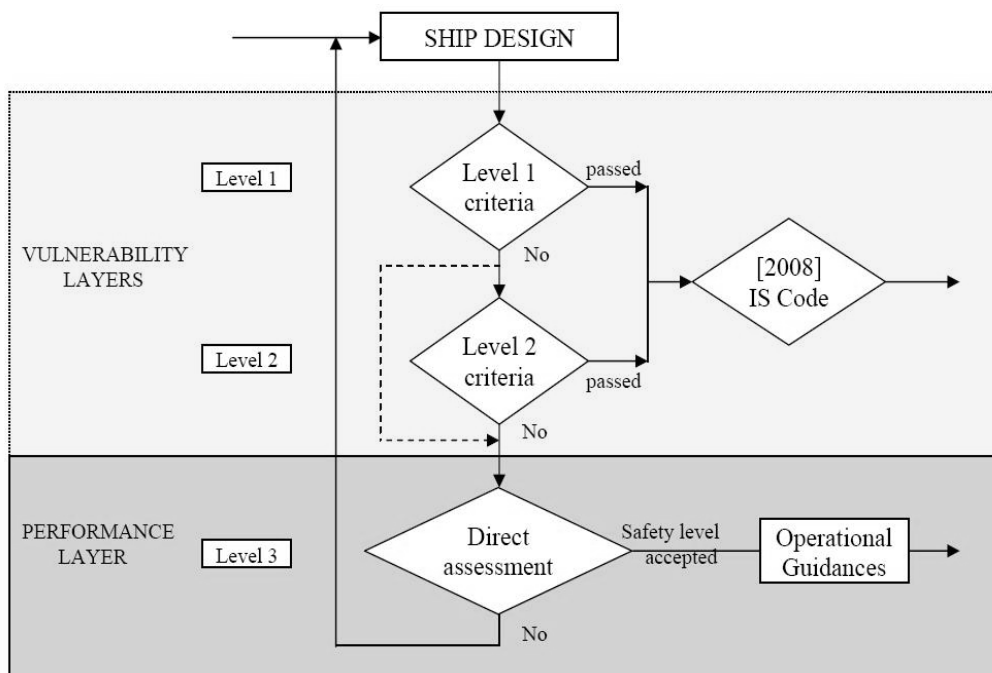 SHIP DESIGN
Level 1
Level 1
criteria
passed
VULNERABILITY
LAYERS
No
[2008]
IS Code
Level 2
Level 2
criteria
passed
No
PERFORMANCE
LAYER
Level 3
Direct
assessment
Safety level
accepted
Operational
Guidances
No